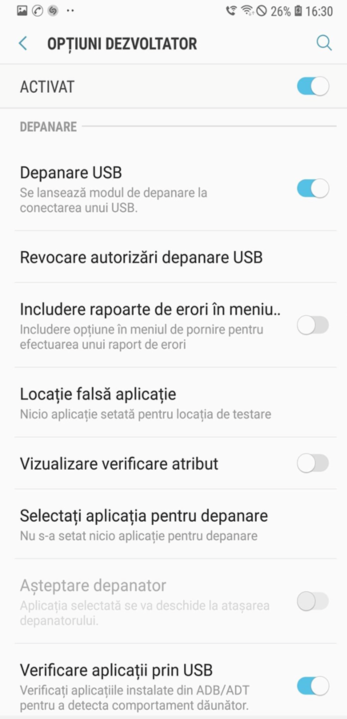 26% 16:30
OPȚIUNI DEZVOLTATOR
ACTIVAT
DEPANARE
Depanare USB
Se lansează modul de depanare la
conectarea unui USB.
Revocare autorizări depanare USB
Includere rapoarte de erori în meniu..
Includere opțiune în meniul de pornire pentru
efectuarea unui raport de erori
Locație falsă aplicație
Nicio aplicație setată pentru locația de testare
Vizualizare verificare atribut
Selectați aplicația pentru depanare
Nu s-a setat nicio aplicație pentru depanare
Așteptare depanator
Aplicația selectată se va deschide la atașarea
depanatorului.
Verificare aplicații prin USB
Verificați aplicațiile instalate din ADB/ADT
pentru a detecta comportament dăunător.